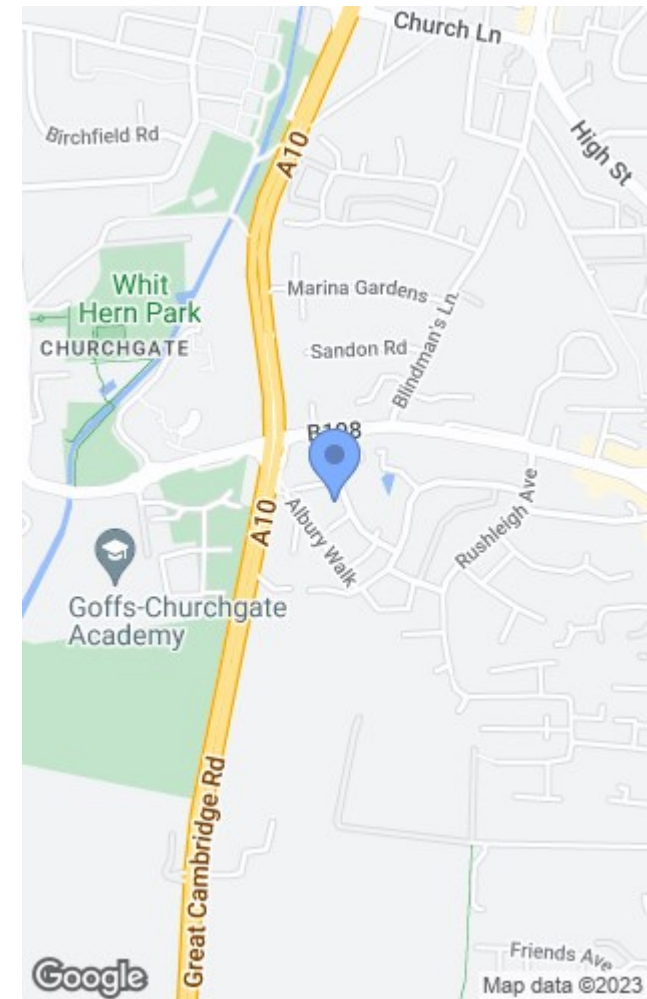 Church Ln
Birchfield Rd
A10
High St
Whit
Hern Park
Marina Gardens
CHURCHGATE
Sandon Rd
Blindman's Ln
B198
A10
Albury Walk
Rushleigh Ave
Goffs-Churchgate
Academy
Great Cambridge Rd
Friends Ave
Google
Map data ©2023